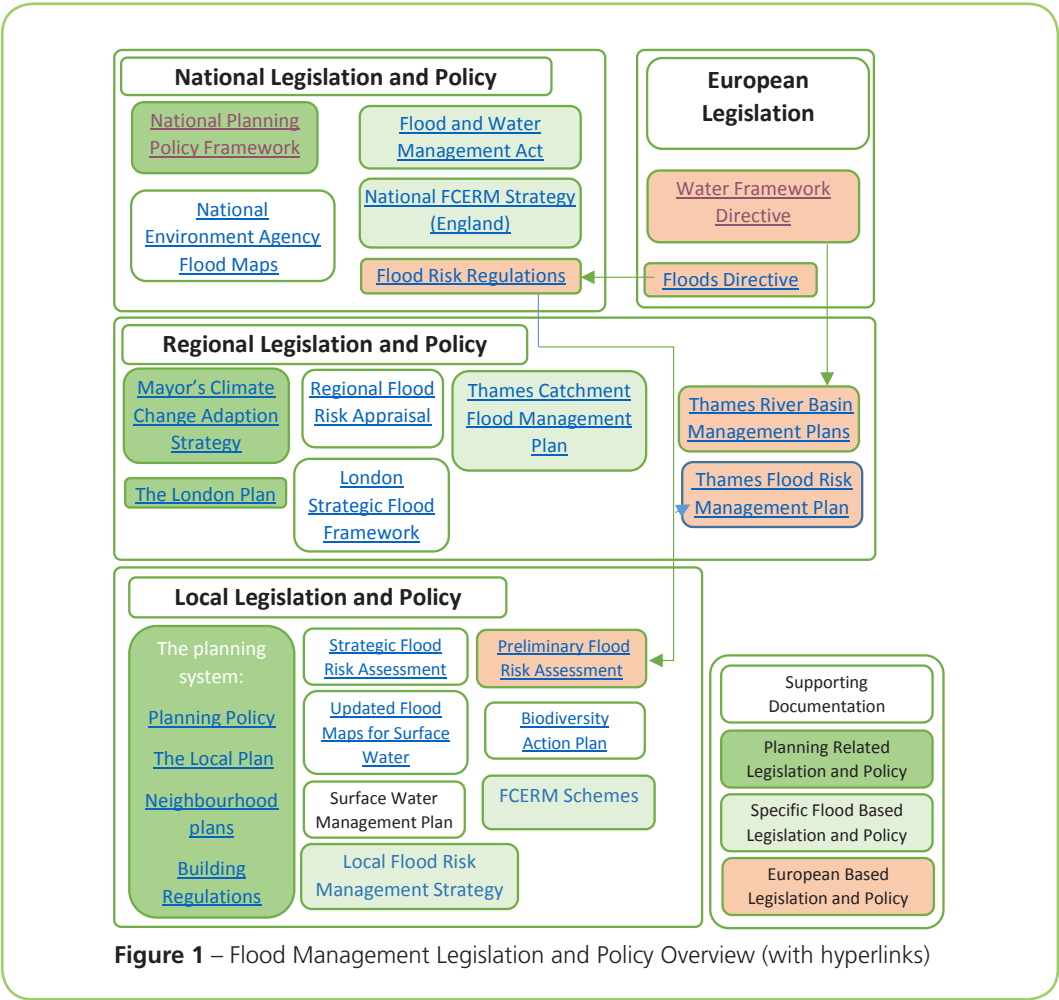 National Legislation and Policy
National Planning
Policy Framework
Flood and Water
Management Act
National
Environment Agency
Flood Maps
National FCERM Strategy
(England)
Flood Risk Regulations
European
Legislation
Water Framework
Directive
Floods Directive
Regional Legislation and Policy
Mayor's Climate
Change Adaption
Strategy
Regional Flood
Risk Appraisal
Thames Catchment
Flood Management
Plan
Thames River Basin
Management Plans
The London Plan
London
Strategic Flood
Framework
Thames Flood Risk
Management Plan
Local Legislation and Policy
The planning
system:
Planning Policy
The Local Plan
Neighbourhood
plans
Building
Regulations
Strategic Flood
Risk Assessment
Preliminary Flood
Risk Assessment
Updated Flood
Maps for Surface
Water
Biodiversity
Action Plan
Surface Water
Management Plan
FCERM Schemes
Local Flood Risk
Management Strategy
Supporting
Documentation
Planning Related
Legislation and Policy
Specific Flood Based
Legislation and Policy
European Based
Legislation and Policy
Figure 1 – Flood Management Legislation and Policy Overview (with hyperlinks)